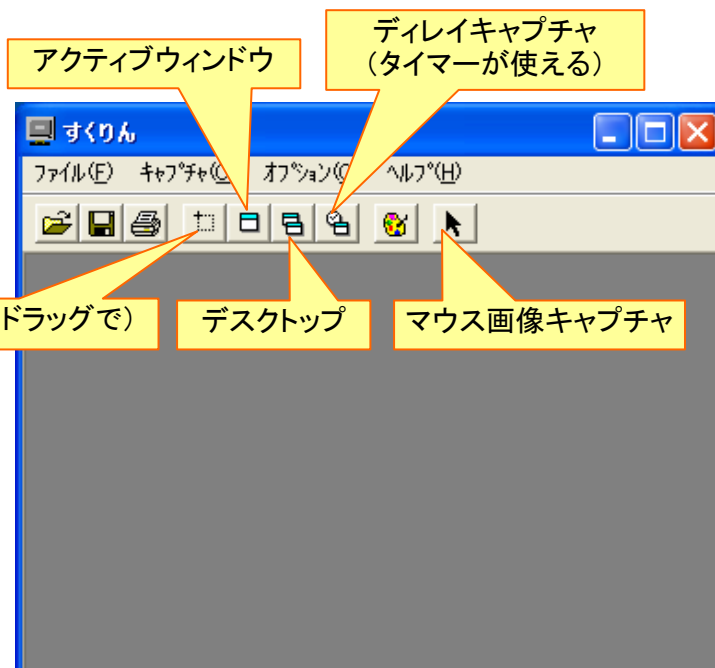 ディレイキャプチャ
(タイマーが使える)
アクティブウィンドウ
すくりん
ファイル(F) キャプチャ(C オプション(O ヘルプ(H)
ドラッグで)
デスクトップ
マウス画像キャプチャ